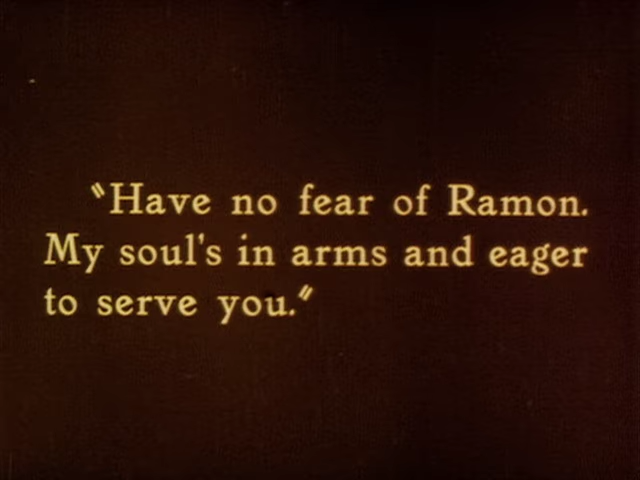 "Have no fear of Ramon.
My soul's in arms and eager
to serve you."